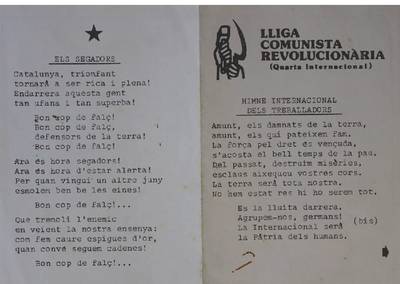 ELS SEGADORS
Catalunya, trionfant
tornarà a ser rica i plena!
Endarrera aquesta gent
tan ufana i tan superba!
Bon cop de falç!
Bon cop de falç,
defensors de la terra!
Bon cop de falç!
Ara és hora segadors!
Ara és hora d'estar alerta!
Per quan vingui un altre juny
esmolem ben be les eines!
Bon cop de falç!...
Que tremoli l'enemic
en veient la nostra ensenya:
com fem caure espigues d'or,
quan convé seguem cadenes!
Bon cop de falç!...
LLIGA
COMUNISTA
REVOLUCIONÀRIA
(Quarta Internacional)
HIMNE INTERNACIONAL
DELS TREBALLADORS
Amunt, els damnats de la terra,
amunt, els qui pateixen fam.
La força pel dret és vençuda,
s'acosta el bell temps de la pau.
Del passat, destruim misèries,
esclaus aixequeu vostres cors.
La terra serà tota nostra.
No hem estat res hi ho serem tot.
Es la lluita darrera.
Agrupem-nos, germans!
La Internacional serà
la Pàtria dels humans.
(bis)